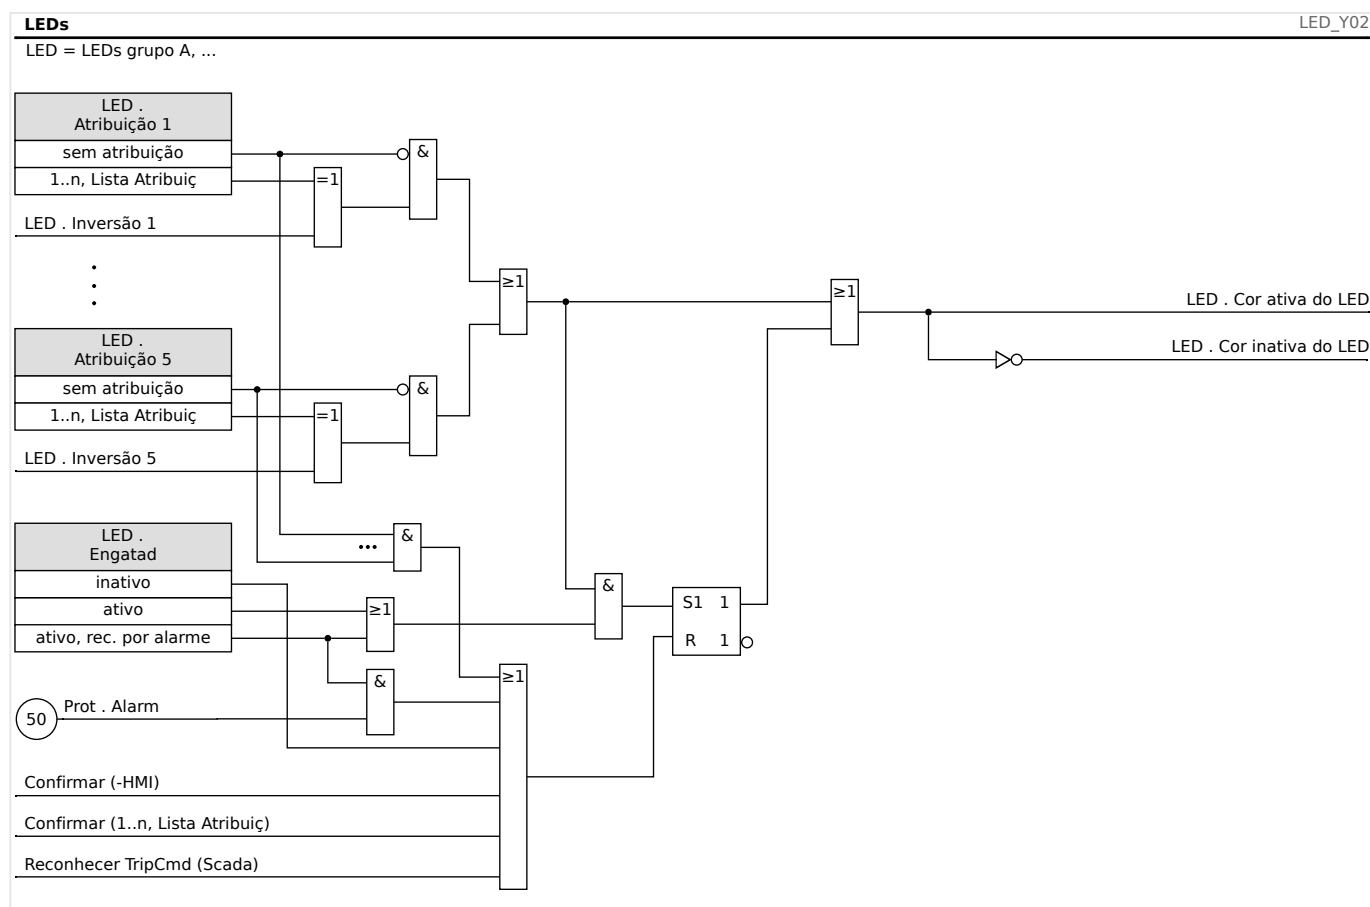 LEDs
LED_Y02
LED = LEDs grupo A, ...
LED .
Atribuição 1
sem atribuição
1..n, Lista Atribuiç
LED . Inversão 1
&
=1
≥1
≥1
LED . Cor ativa do LED
LED . Cor inativa do LED
LED .
Atribuição 5
sem atribuição
1..n, Lista Atribuiç
LED . Inversão 5
&
=1
LED .
Engatad
inativo
ativo
ativo, rec. por alarme
&
...
≥1
&
S1 1
R 1
&
≥1
50
Prot . Alarm
Confirmar (-HMI)
Confirmar (1..n, Lista Atribuiç)
Reconhecer TripCmd (Scada)